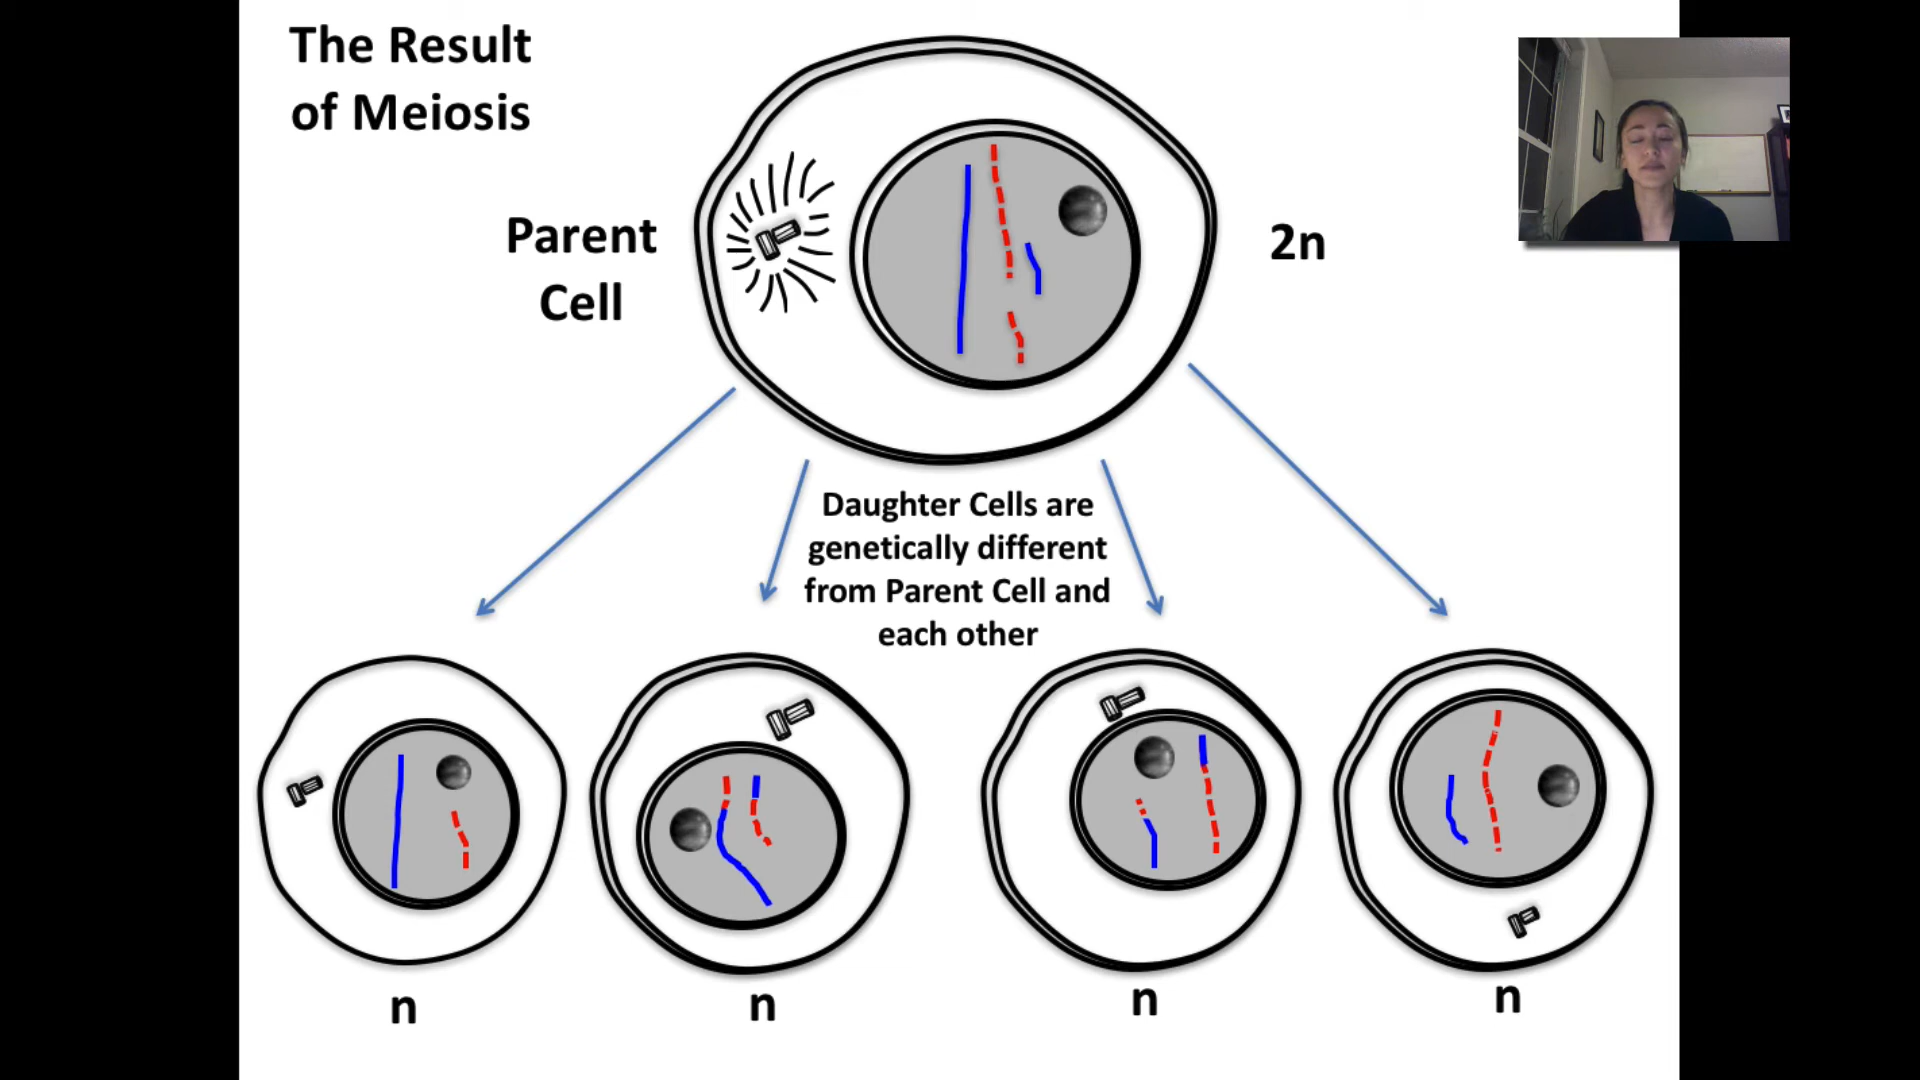 The Result
of Meiosis
Parent
Cell
2n
Daughter Cells are
genetically different
from Parent Cell and
each other
n
n
n
n